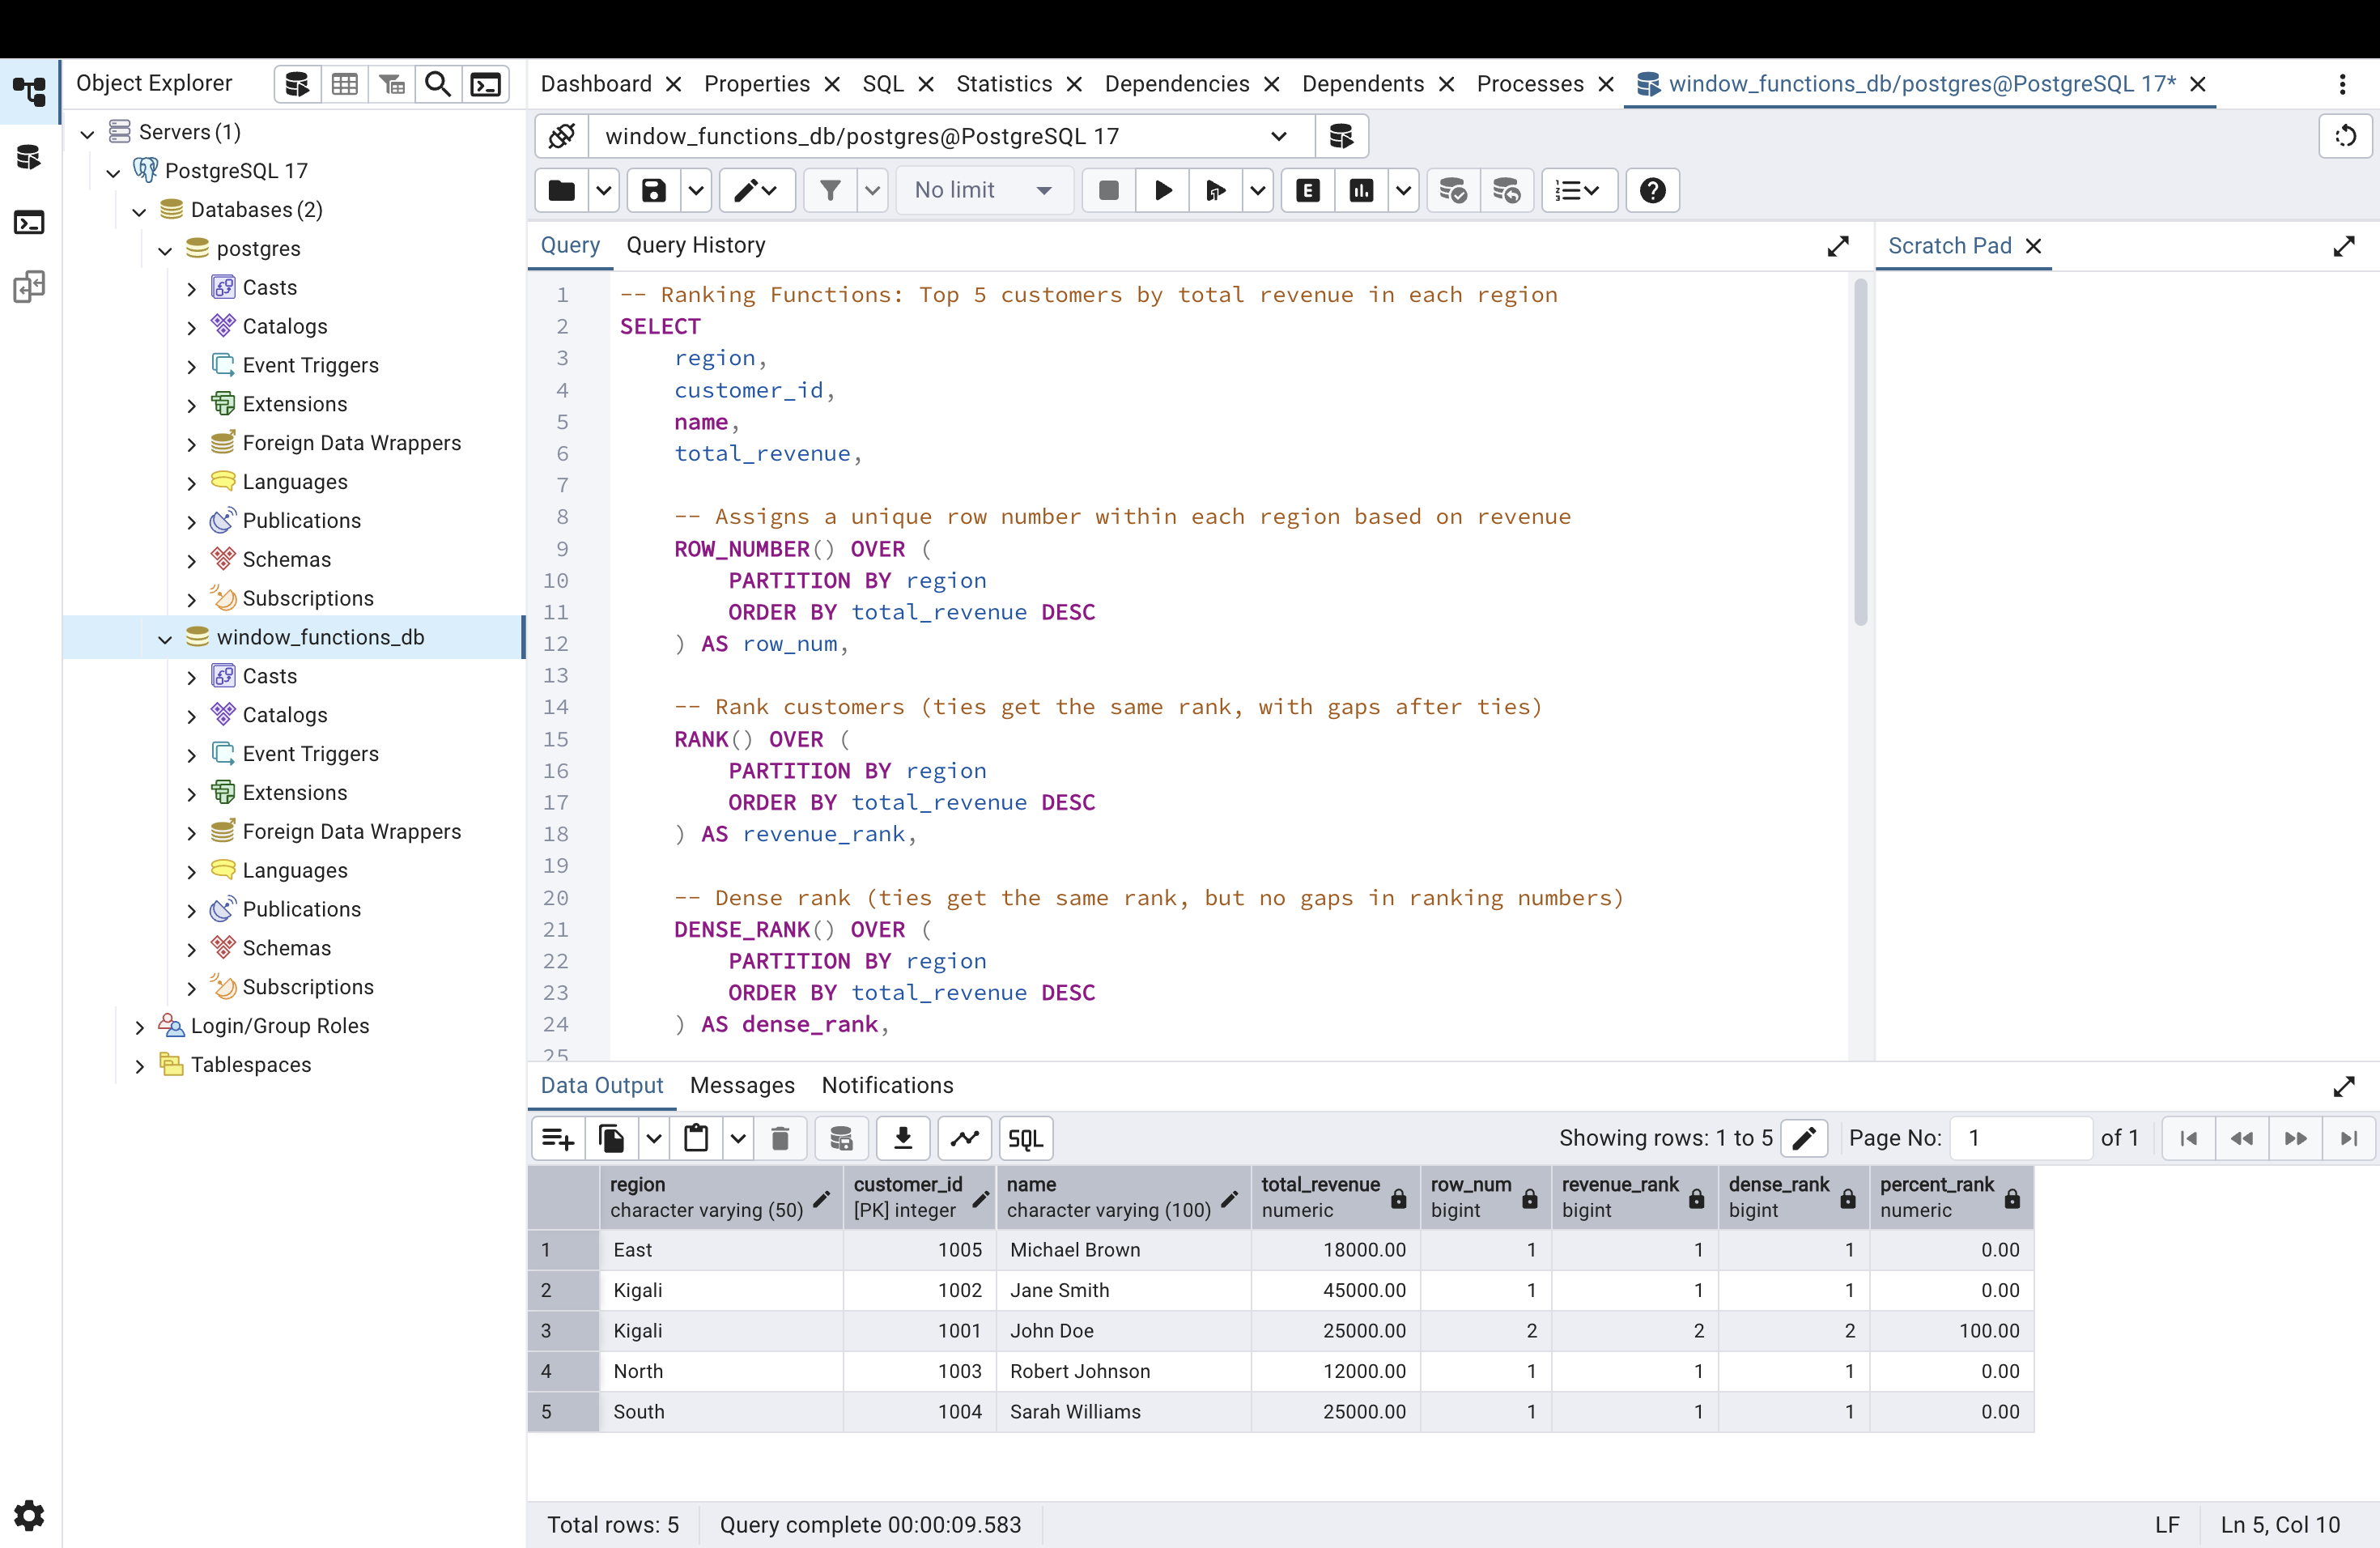 Object Explorer
Dashboard Properties SQL Statistics Dependencies Dependents Processes window_functions_db/postgres@PostgreSQL 17*
Servers (1)
PostgreSQL 17
Databases (2)
postgres
Casts
Catalogs
Event Triggers
Extensions
Foreign Data Wrappers
Languages
Publications
Schemas
Subscriptions
window_functions_db
Casts
Catalogs
Event Triggers
Extensions
Foreign Data Wrappers
Languages
Publications
Schemas
Subscriptions
Login/Group Roles
Tablespaces
window_functions_db/postgres@PostgreSQL 17
No limit E
Query Query History
Scratch Pad
1 -- Ranking Functions: Top 5 customers by total revenue in each region
2 SELECT
3 region,
4 customer_id,
5 name,
6 total_revenue,
7
8 -- Assigns a unique row number within each region based on revenue
9 ROW_NUMBER() OVER (
10 PARTITION BY region
11 ORDER BY total_revenue DESC
12 ) AS row_num,
13
14 -- Rank customers (ties get the same rank, with gaps after ties)
15 RANK() OVER (
16 PARTITION BY region
17 ORDER BY total_revenue DESC
18 ) AS revenue_rank,
19
20 -- Dense rank (ties get the same rank, but no gaps in ranking numbers)
21 DENSE_RANK() OVER (
22 PARTITION BY region
23 ORDER BY total_revenue DESC
24 ) AS dense_rank,
25
Data Output Messages Notifications
SQL Showing rows: 1 to 5 Page No: 1 of 1
region customer_id name total_revenue row_num revenue_rank dense_rank percent_rank
character varying (50) [PK] integer character varying (100) numeric bigint bigint bigint numeric
1 East 1005 Michael Brown 18000.00 1 1 1 0.00
2 Kigali 1002 Jane Smith 45000.00 1 1 1 0.00
3 Kigali 1001 John Doe 25000.00 2 2 2 100.00
4 North 1003 Robert Johnson 12000.00 1 1 1 0.00
5 South 1004 Sarah Williams 25000.00 1 1 1 0.00
Total rows: 5 Query complete 00:00:09.583 LF Ln 5, Col 10